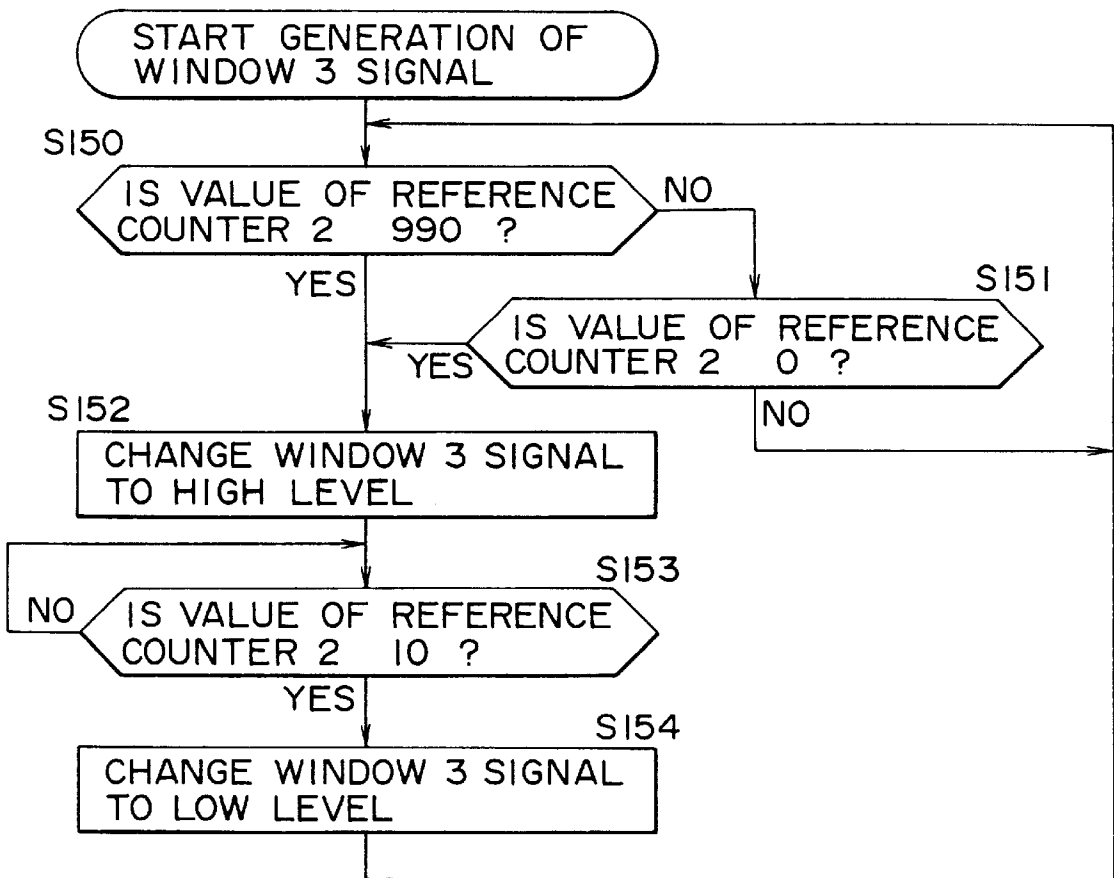 START GENERATION OF
WINDOW 3 SIGNAL
S150
IS VALUE OF REFERENCE
COUNTER 2 990 ?
NO
YES
S151
IS VALUE OF REFERENCE
COUNTER 2 0 ?
YES
NO
S152
CHANGE WINDOW 3 SIGNAL
TO HIGH LEVEL
S153
NO
IS VALUE OF REFERENCE
COUNTER 2 10 ?
YES
S154
CHANGE WINDOW 3 SIGNAL
TO LOW LEVEL